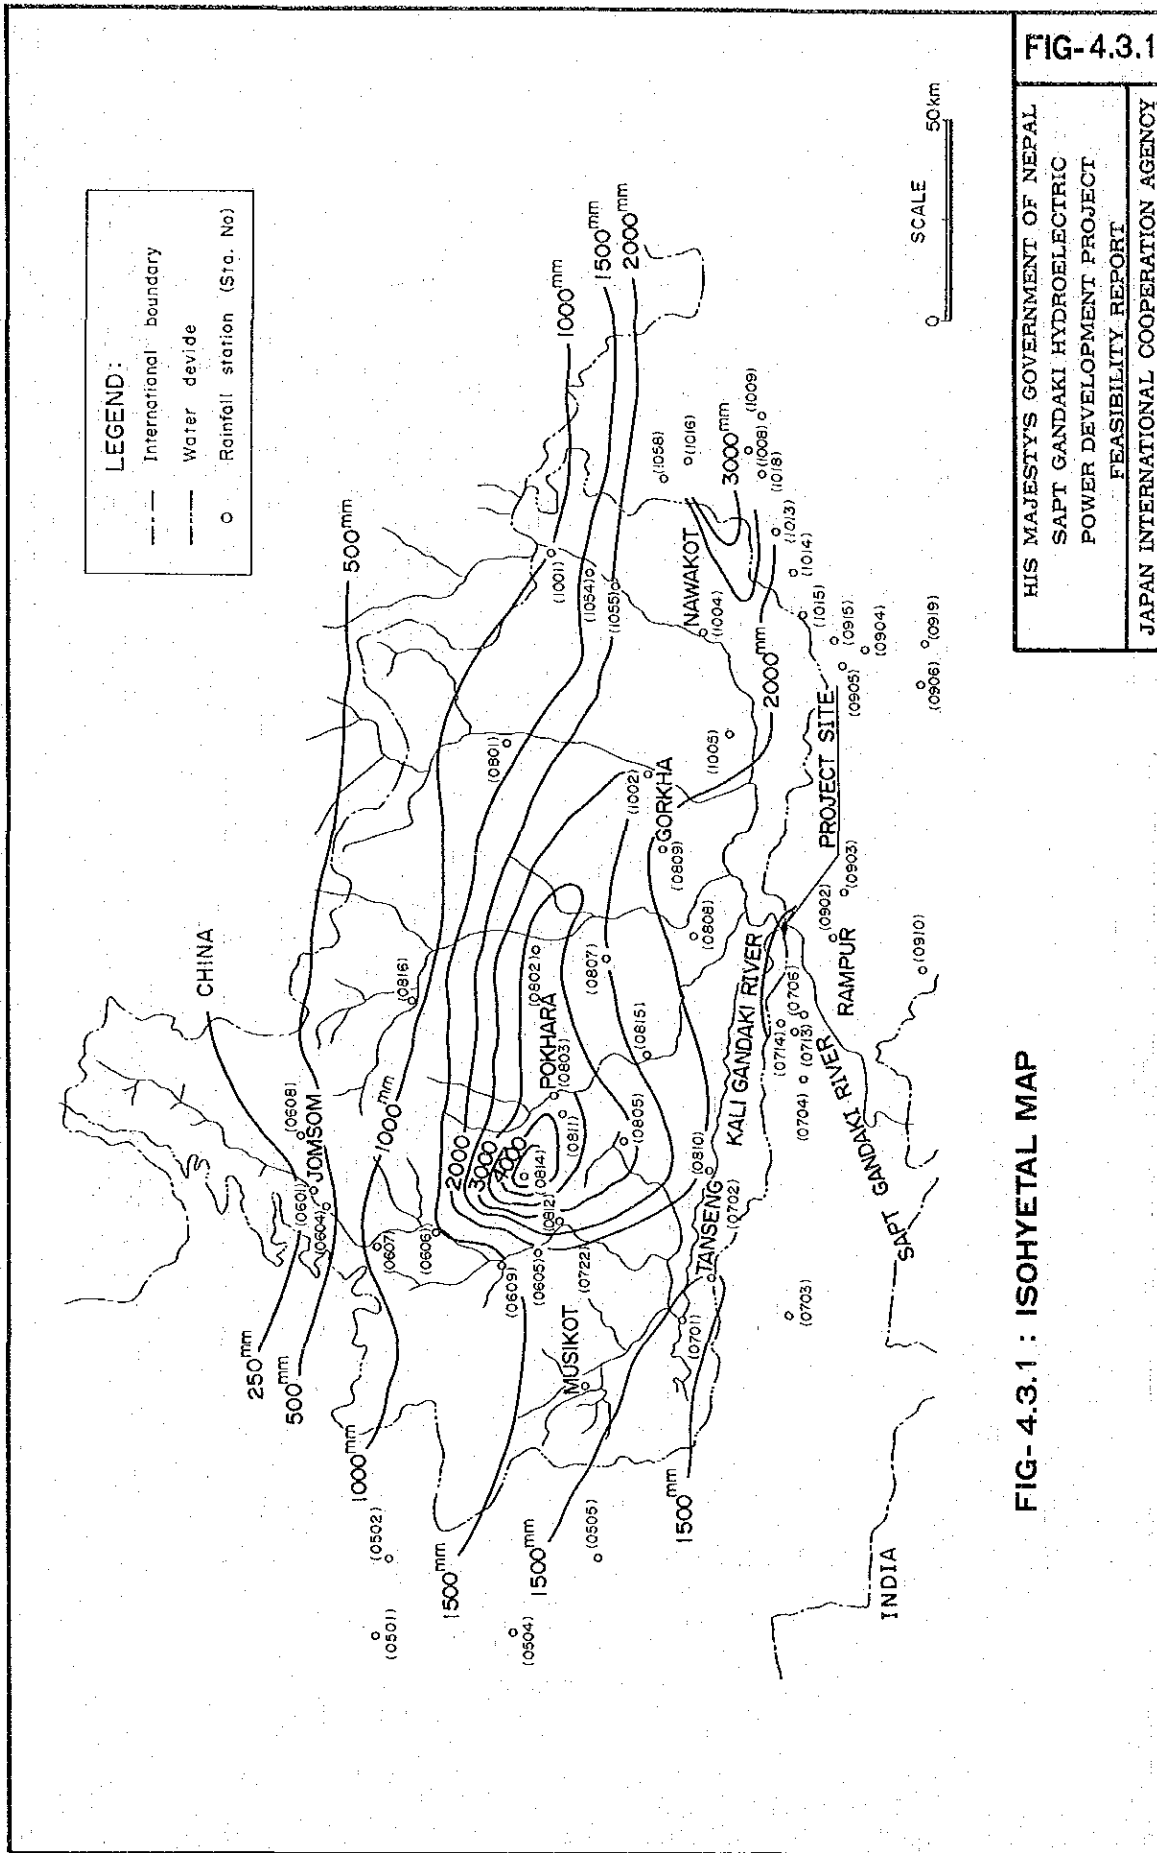 LEGEND:
International boundary
Water devide
Rainfall station (Sta. No)
CHINA
500mm
1000mm
1500mm
2000mm
250mm
500mm
1000mm
1500mm
1500mm
1500mm
1000mm
2000
3000
4000
3000mm
2000mm
JOMSOM
POKHARA
MUSIKOT
TANSENG
GORKHA
NAWAKOT
KALI GANDAKI RIVER
SAPT GANDAKI RIVER
RAMPUR
PROJECT SITE
INDIA
(0501)
(0502)
(0504)
(0505)
(0601)
(0604)
(0605)
(0606)
(0607)
(0608)
(0609)
(0701)
(0702)
(0703)
(0704)
(0706)
(0713)
(0714)
(0722)
(0801)
(0802)
(0803)
(0805)
(0807)
(0808)
(0809)
(0810)
(0811)
(0812)
(0814)
(0815)
(0816)
(0902)
(0903)
(0904)
(0905)
(0906)
(0910)
(0915)
(0919)
(1001)
(1002)
(1004)
(1005)
(1008)
(1009)
(1013)
(1014)
(1015)
(1016)
(1018)
(1054)
(1055)
(1058)
SCALE
0 50km
FIG-4.3.1 : ISOHYETAL MAP
HIS MAJESTY'S GOVERNMENT OF NEPAL
SAPT GANDAKI HYDROELECTRIC
POWER DEVELOPMENT PROJECT
FEASIBILITY REPORT
JAPAN INTERNATIONAL COOPERATION AGENCY
FIG-4.3.1